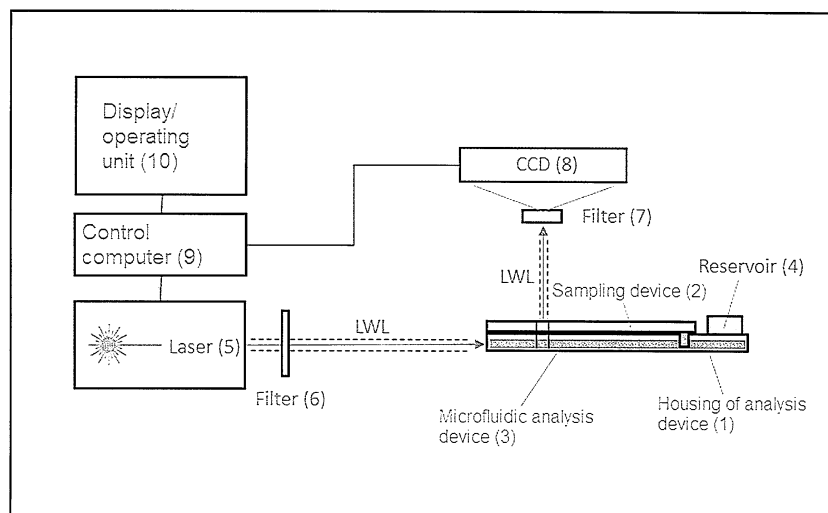 Display/
operating
unit (10)
CCD (8)
Filter (7)
Control
computer (9)
Reservoir (4)
LWL
Sampling device (2)
LWL
Laser (5)
Filter (6)
Microfluidic analysis
device (3)
Housing of analysis
device (1)